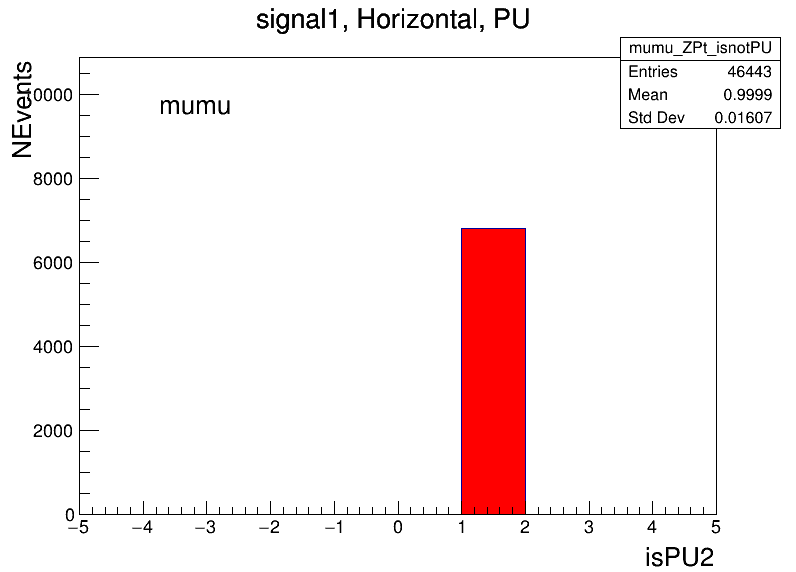 signal1, Horizontal, PU
mumu_ZPt_isnotPU
Entries 46443
Mean 0.9999
Std Dev 0.01607
NEvents
mumu
10000
8000
6000
4000
2000
0
−5 −4 −3 −2 −1 0 1 2 3 4 5
isPU2